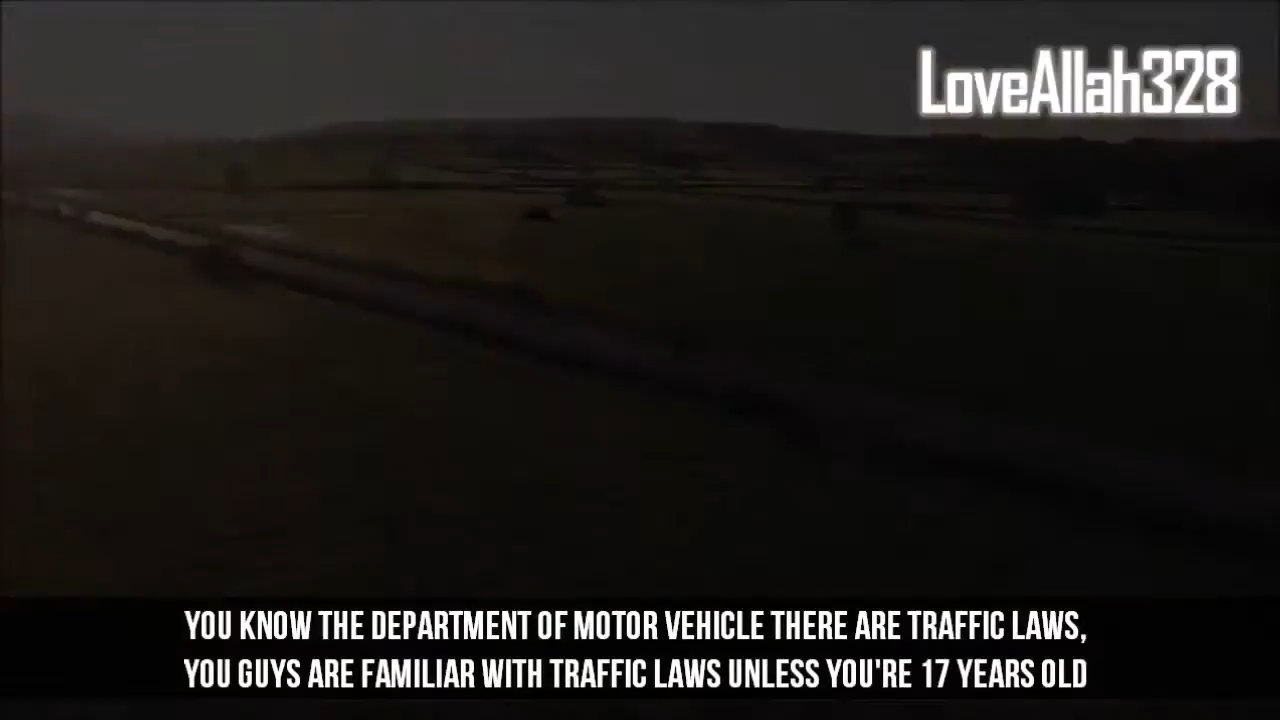 LoveAllah328
YOU KNOW THE DEPARTMENT OF MOTOR VEHICLE THERE ARE TRAFFIC LAWS,
YOU GUYS ARE FAMILIAR WITH TRAFFIC LAWS UNLESS YOU'RE 17 YEARS OLD